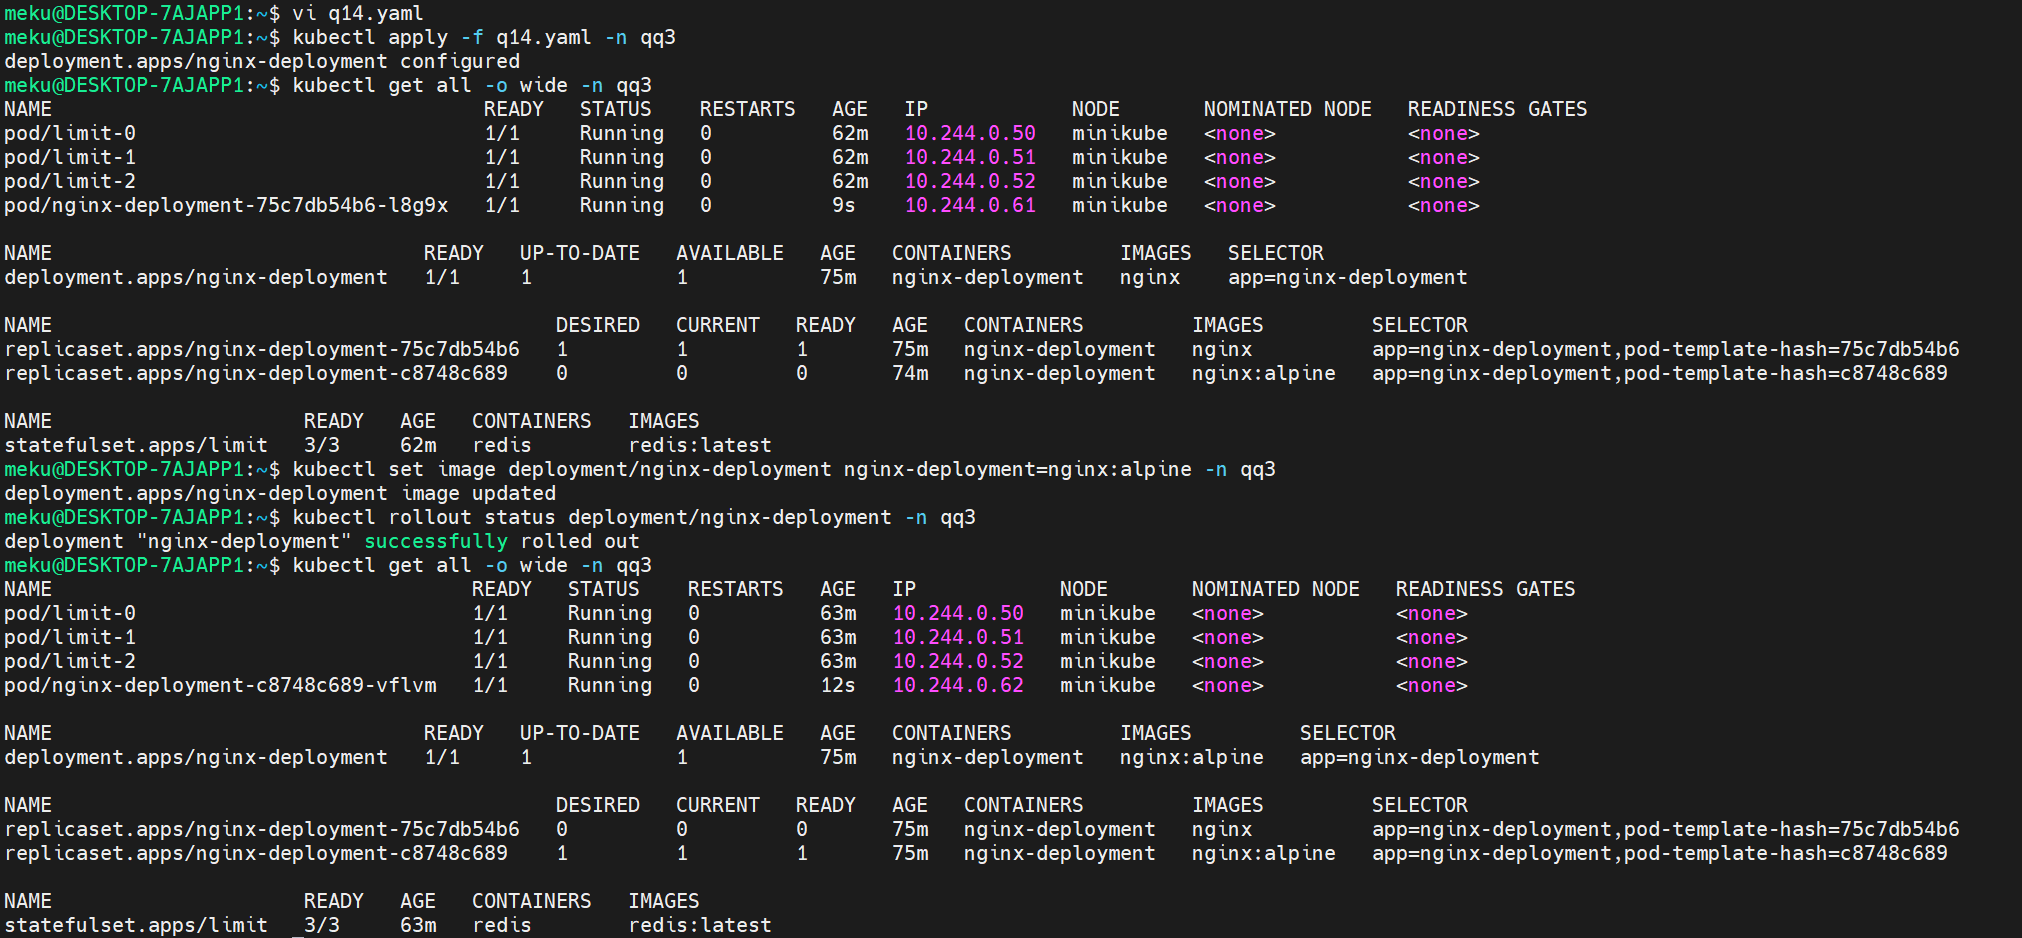 meku@DESKTOP-7AJAPP1:~$ vi q14.yaml
meku@DESKTOP-7AJAPP1:~$ kubectl apply -f q14.yaml -n qq3
deployment.apps/nginx-deployment configured
meku@DESKTOP-7AJAPP1:~$ kubectl get all -o wide -n qq3
NAME READY STATUS RESTARTS AGE IP NODE NOMINATED NODE READINESS GATES
pod/limit-0 1/1 Running 0 62m 10.244.0.50 minikube <none> <none>
pod/limit-1 1/1 Running 0 62m 10.244.0.51 minikube <none> <none>
pod/limit-2 1/1 Running 0 62m 10.244.0.52 minikube <none> <none>
pod/nginx-deployment-75c7db54b6-l8g9x 1/1 Running 0 9s 10.244.0.61 minikube <none> <none>
NAME READY UP-TO-DATE AVAILABLE AGE CONTAINERS IMAGES SELECTOR
deployment.apps/nginx-deployment 1/1 1 1 75m nginx-deployment nginx app=nginx-deployment
NAME DESIRED CURRENT READY AGE CONTAINERS IMAGES SELECTOR
replicaset.apps/nginx-deployment-75c7db54b6 1 1 1 75m nginx-deployment nginx app=nginx-deployment,pod-template-hash=75c7db54b6
replicaset.apps/nginx-deployment-c8748c689 0 0 0 74m nginx-deployment nginx:alpine app=nginx-deployment,pod-template-hash=c8748c689
NAME READY AGE CONTAINERS IMAGES
statefulset.apps/limit 3/3 62m redis redis:latest
meku@DESKTOP-7AJAPP1:~$ kubectl set image deployment/nginx-deployment nginx-deployment=nginx:alpine -n qq3
deployment.apps/nginx-deployment image updated
meku@DESKTOP-7AJAPP1:~$ kubectl rollout status deployment/nginx-deployment -n qq3
deployment "nginx-deployment" successfully rolled out
meku@DESKTOP-7AJAPP1:~$ kubectl get all -o wide -n qq3
NAME READY STATUS RESTARTS AGE IP NODE NOMINATED NODE READINESS GATES
pod/limit-0 1/1 Running 0 63m 10.244.0.50 minikube <none> <none>
pod/limit-1 1/1 Running 0 63m 10.244.0.51 minikube <none> <none>
pod/limit-2 1/1 Running 0 63m 10.244.0.52 minikube <none> <none>
pod/nginx-deployment-c8748c689-vflvm 1/1 Running 0 12s 10.244.0.62 minikube <none> <none>
NAME READY UP-TO-DATE AVAILABLE AGE CONTAINERS IMAGES SELECTOR
deployment.apps/nginx-deployment 1/1 1 1 75m nginx-deployment nginx:alpine app=nginx-deployment
NAME DESIRED CURRENT READY AGE CONTAINERS IMAGES SELECTOR
replicaset.apps/nginx-deployment-75c7db54b6 0 0 0 75m nginx-deployment nginx app=nginx-deployment,pod-template-hash=75c7db54b6
replicaset.apps/nginx-deployment-c8748c689 1 1 1 75m nginx-deployment nginx:alpine app=nginx-deployment,pod-template-hash=c8748c689
NAME READY AGE CONTAINERS IMAGES
statefulset.apps/limit 3/3 63m redis redis:latest